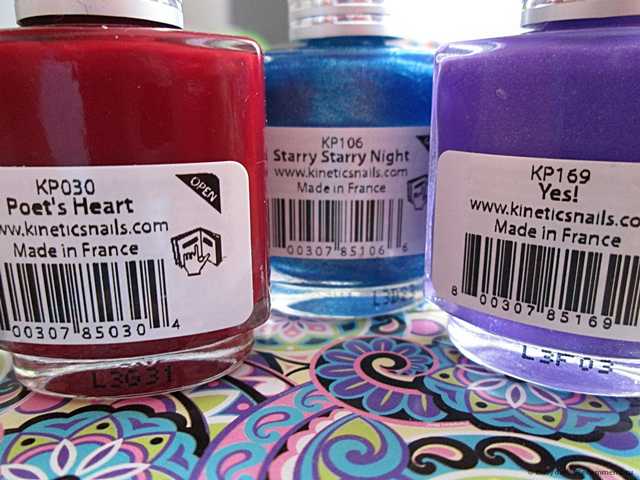 KP030
Poet's Heart
www.kineticsnails.com
Made in France
OPEN
00307 85030 4
L3G31
KP106
Starry Starry Night
www.kineticsnails.com
Made in France
00307 85106 6
KP169
Yes!
www.kineticsnails.co
Made in France
8 00307 85169
L3F03